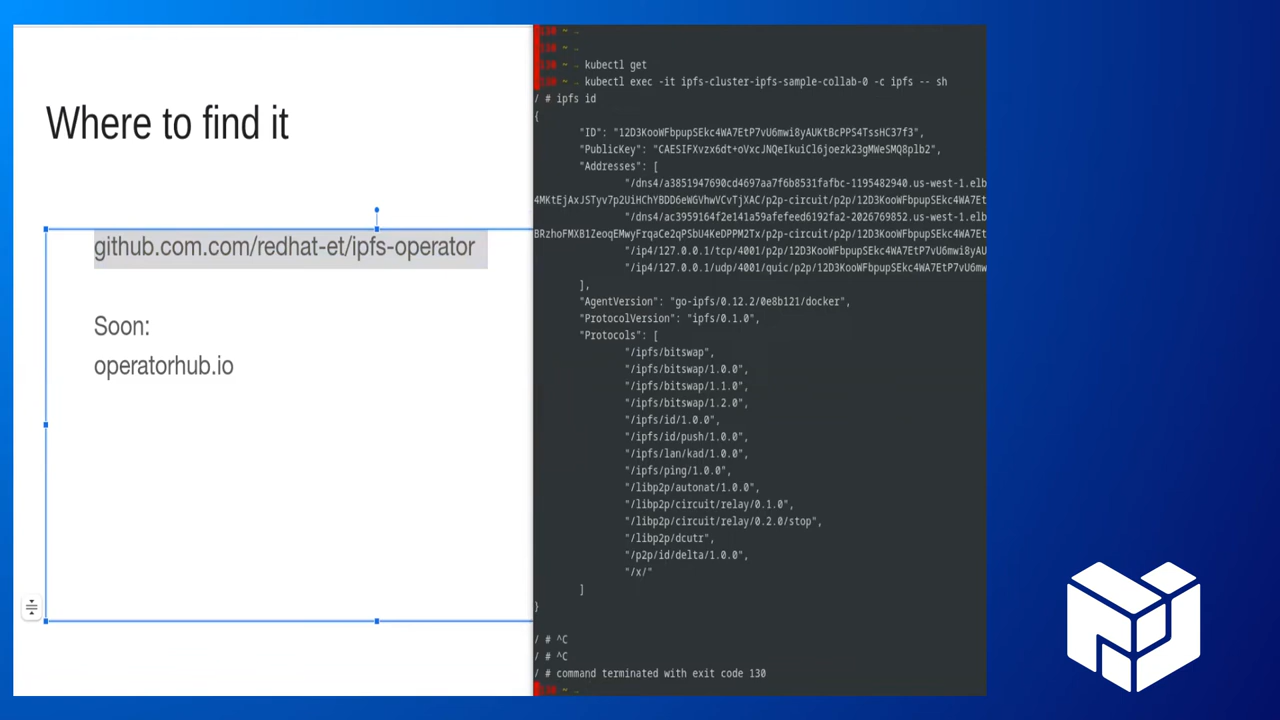 Where to find it
github.com.com/redhat-et/ipfs-operator
Soon:
operatorhub.io
130 ~ →
130 ~ →
130 ~ → kubectl get
130 ~ → kubectl exec -it ipfs-cluster-ipfs-sample-collab-0 -c ipfs -- sh
/ # ipfs id
{
"ID": "12D3KooWFbpupSEkc4WA7EtP7vU6mwi8yAUKtBcPPS4TssHC37f3",
"PublicKey": "CAESIFXvzx6dt+oVxcJNQeIkuiCl6joezk23gMWeSMQ8plb2",
"Addresses": [
"/dns4/a3851947690cd4697aa7f6b8531fafbc-1195482940.us-west-1.elb
4MKtEjAxJSTyv7p2UiHChYBDD6eWGVhwVCvTjXAC/p2p-circuit/p2p/12D3KooWFbpupSEkc4WA7Et
"/dns4/ac3959164f2e141a59afefeed6192fa2-2026769852.us-west-1.elb
BRzhoFMXB1ZeoqEMwyFrqaCe2qPSbU4KeDPPM2Tx/p2p-circuit/p2p/12D3KooWFbpupSEkc4WA7Et
"/ip4/127.0.0.1/tcp/4001/p2p/12D3KooWFbpupSEkc4WA7EtP7vU6mwi8yAU
"/ip4/127.0.0.1/udp/4001/quic/p2p/12D3KooWFbpupSEkc4WA7EtP7vU6mw
],
"AgentVersion": "go-ipfs/0.12.2/0e8b121/docker",
"ProtocolVersion": "ipfs/0.1.0",
"Protocols": [
"/ipfs/bitswap",
"/ipfs/bitswap/1.0.0",
"/ipfs/bitswap/1.1.0",
"/ipfs/bitswap/1.2.0",
"/ipfs/id/1.0.0",
"/ipfs/id/push/1.0.0",
"/ipfs/lan/kad/1.0.0",
"/ipfs/ping/1.0.0",
"/libp2p/autonat/1.0.0",
"/libp2p/circuit/relay/0.1.0",
"/libp2p/circuit/relay/0.2.0/stop",
"/libp2p/dcutr",
"/p2p/id/delta/1.0.0",
"/x/"
]
}
/ # ^C
/ # ^C
/ # command terminated with exit code 130
130 ~ →